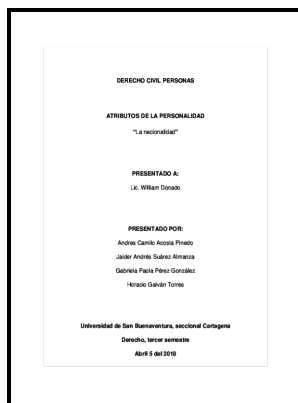 DERECHO CIVIL PERSONAS
ATRIBUTOS DE LA PERSONALIDAD
"La nacionalidad"
PRESENTADO A:
Lic. William Donado
PRESENTADO POR:
Andres Camilo Acosta Pinedo
Jaider Andrés Suárez Almanza
Gabriela Paola Pérez González
Horacio Galván Torres
Universidad de San Buenaventura, seccional Cartagena
Derecho, tercer semestre
Abril 5 del 2018